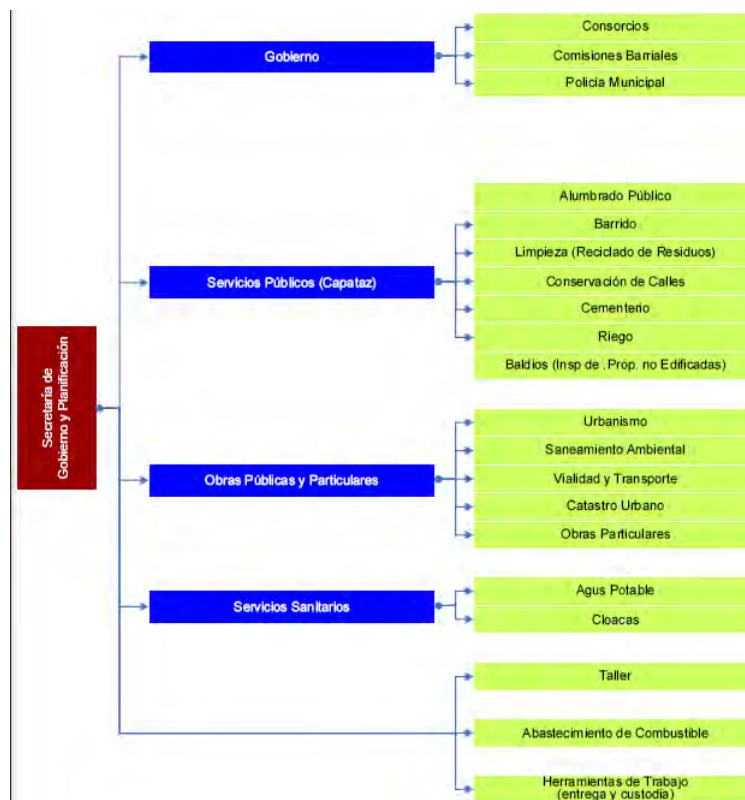 Gobierno
Consorcios
Comisiones Barriales
Policia Municipal
Servicios Públicos (Capataz)
Alumbrado Público
Barrido
Limpieza (Reciclado de Residuos)
Conservación de Calles
Cementerio
Riego
Baldios (Insp de .Prop. no Edificadas)
Secretaría de
Gobierno y Planificación
Obras Públicas y Particulares
Urbanismo
Saneamiento Ambiental
Vialidad y Transporte
Catastro Urbano
Obras Particulares
Servicios Sanitarios
Agus Potable
Cloacas
Taller
Abastecimiento de Combustible
Herramientas de Trabajo
(entrega y custodia)